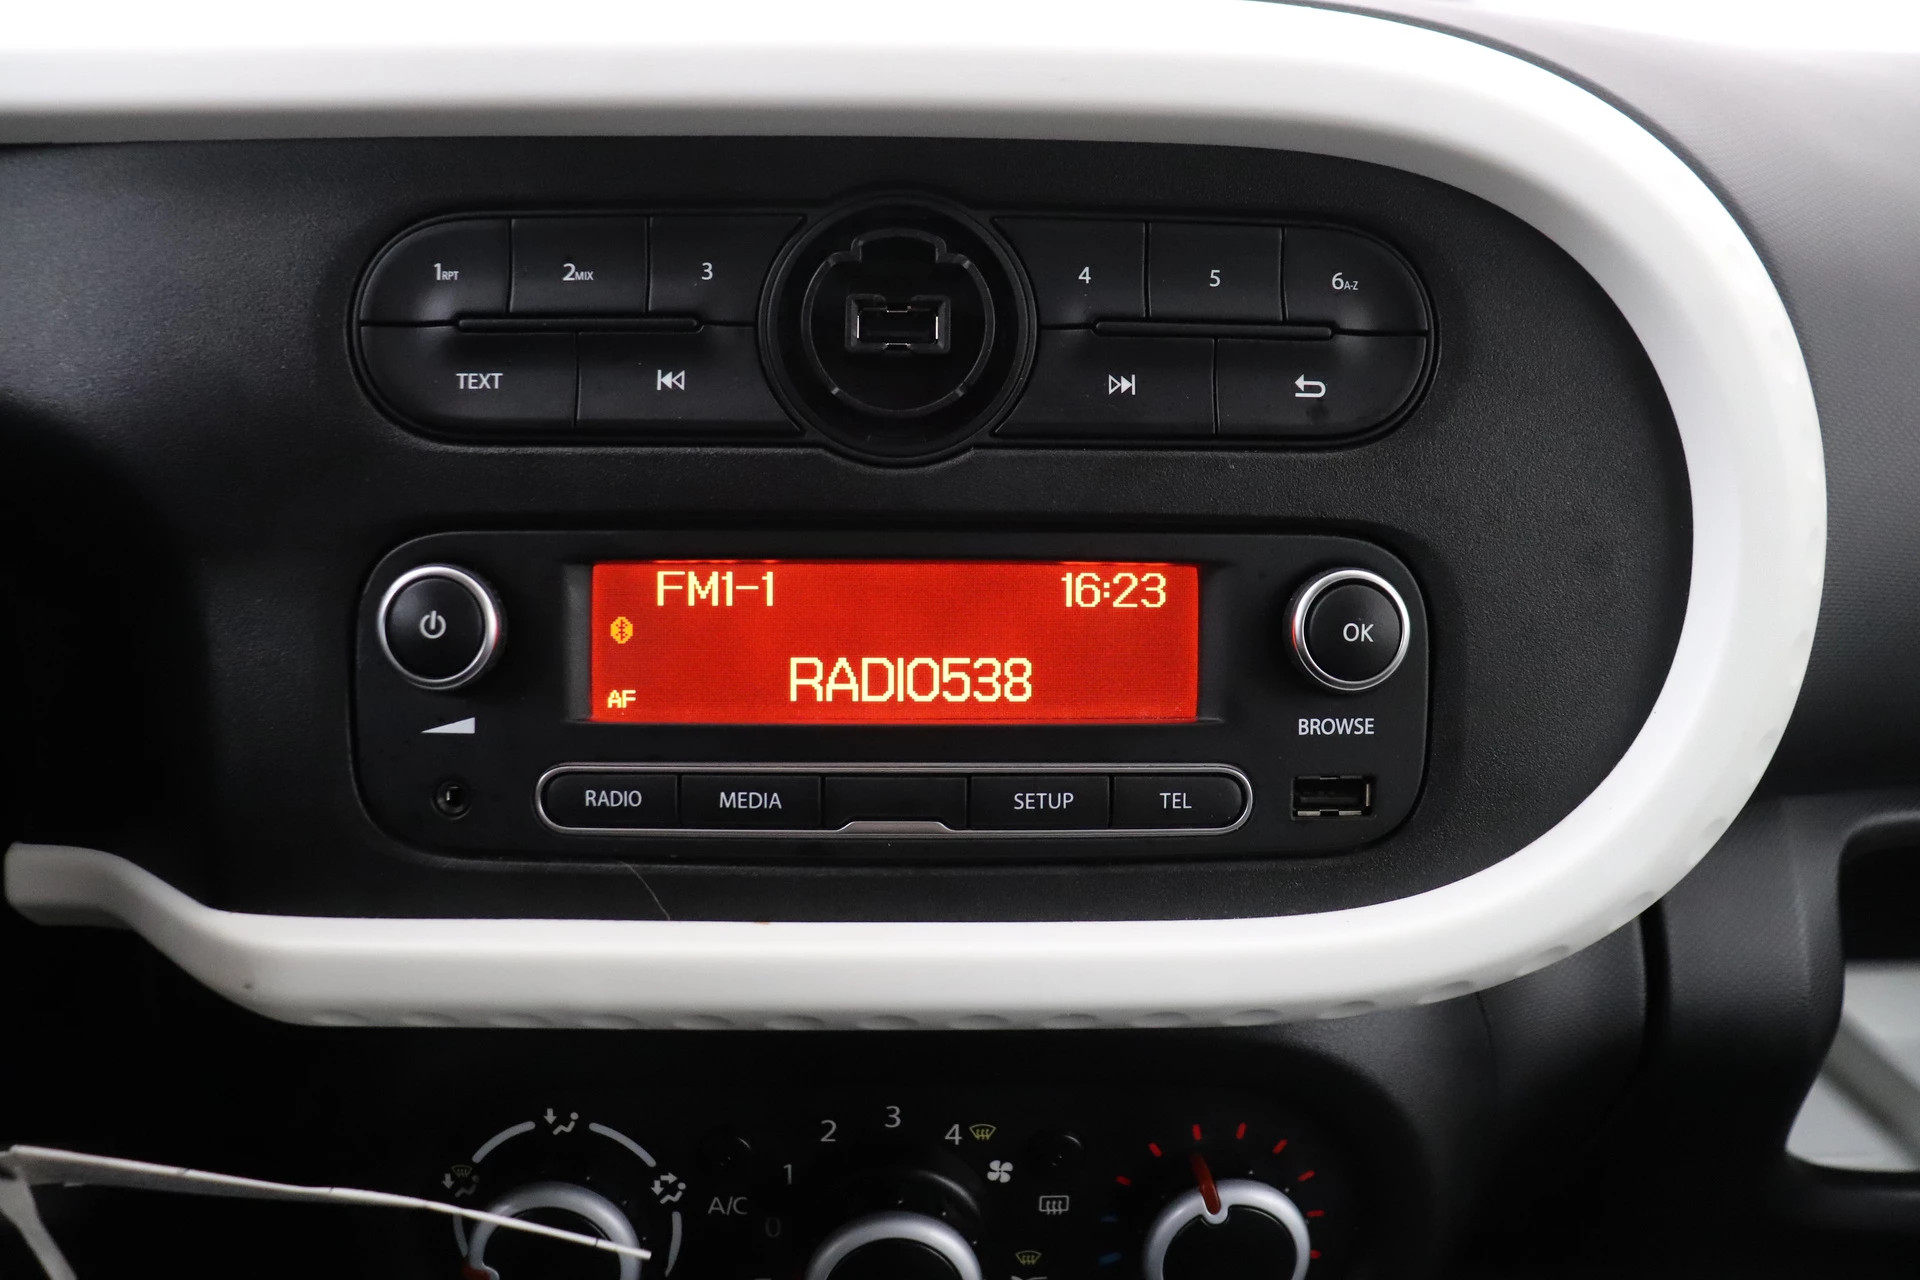 1RPT 2MIX 3 4 5 6A-Z
TEXT
FM1-1 16:23
RADIO538
AF
OK
BROWSE
RADIO MEDIA SETUP TEL
0 1 2 3 4
A/C